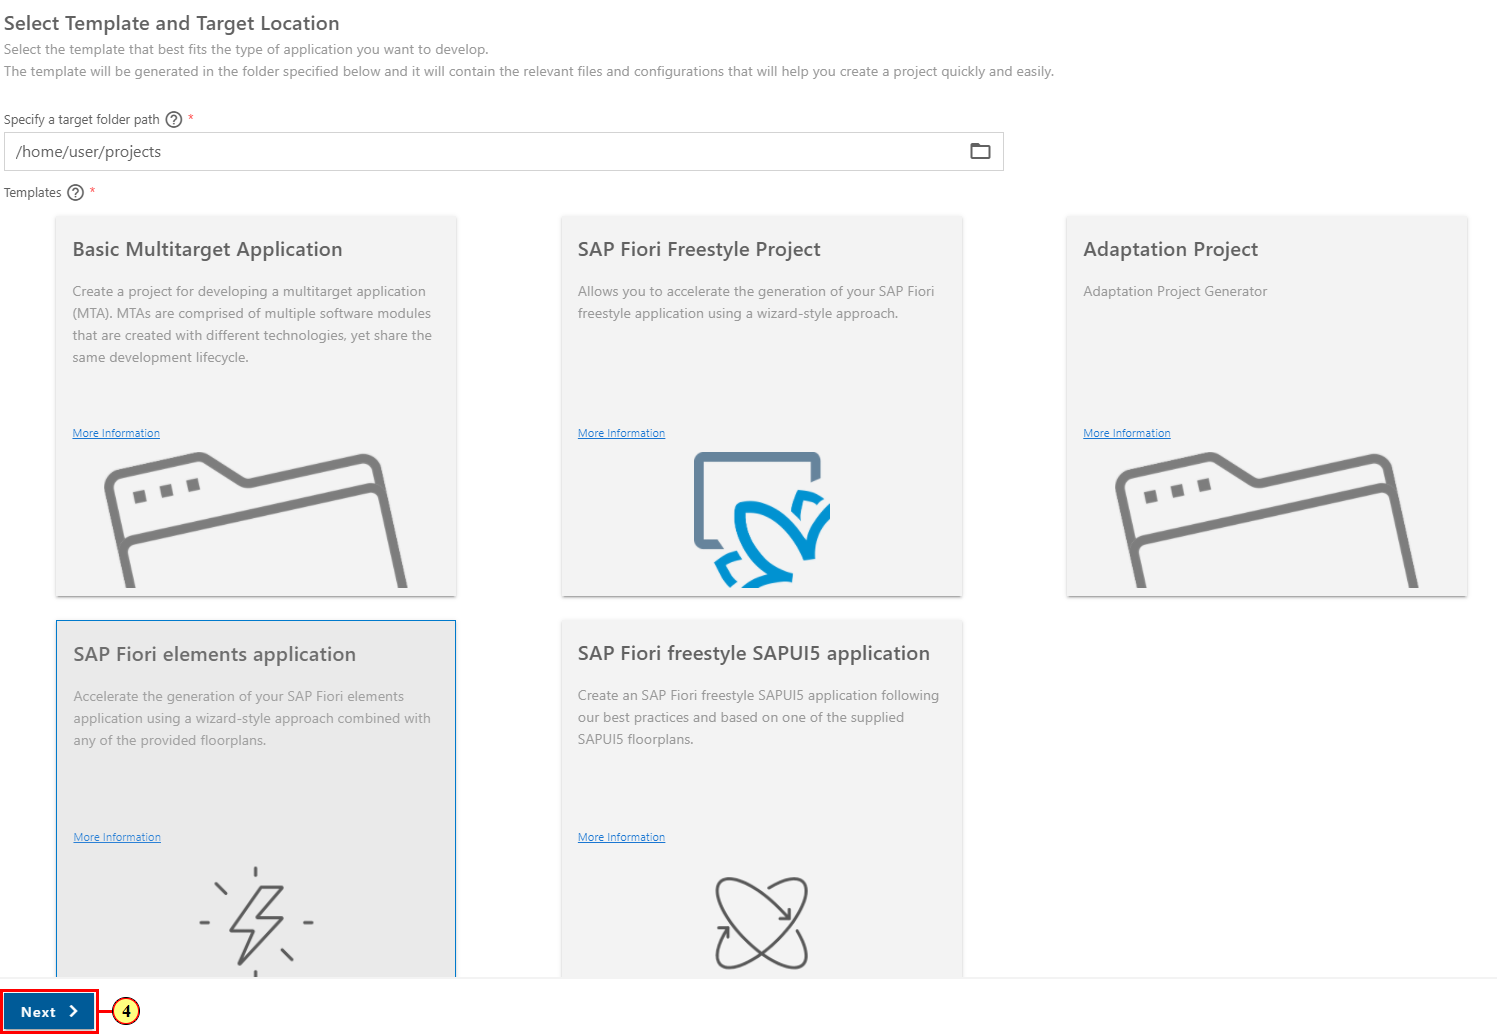 Select Template and Target Location
Select the template that best fits the type of application you want to develop.
The template will be generated in the folder specified below and it will contain the relevant files and configurations that will help you create a project quickly and easily.
Specify a target folder path ? *
/home/user/projects
Templates ? *
Basic Multitarget Application
Create a project for developing a multitarget application
(MTA). MTAs are comprised of multiple software modules
that are created with different technologies, yet share the
same development lifecycle.
More Information
SAP Fiori Freestyle Project
Allows you to accelerate the generation of your SAP Fiori
freestyle application using a wizard-style approach.
More Information
Adaptation Project
Adaptation Project Generator
More Information
SAP Fiori elements application
Accelerate the generation of your SAP Fiori elements
application using a wizard-style approach combined with
any of the provided floorplans.
More Information
SAP Fiori freestyle SAPUI5 application
Create an SAP Fiori freestyle SAPUI5 application following
our best practices and based on one of the supplied
SAPUI5 floorplans.
More Information
Next
4